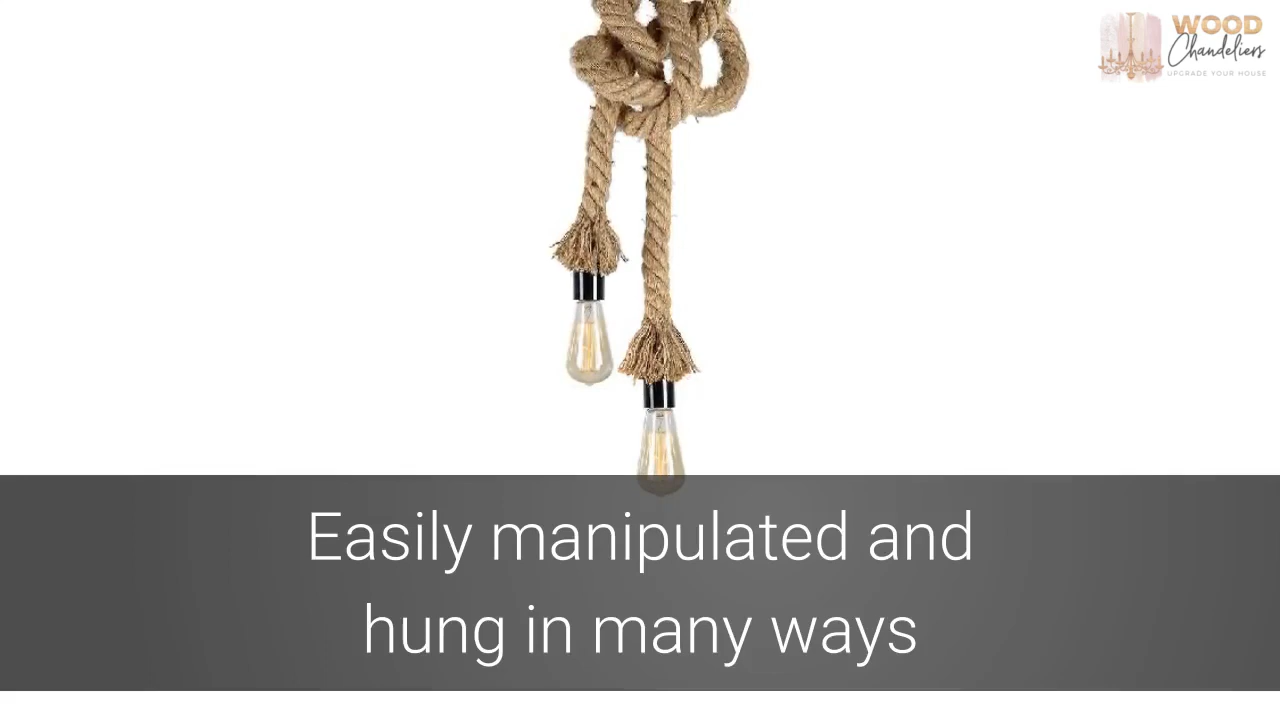 WOOD
Chandeliers
UPGRADE YOUR HOUSE
Easily manipulated and
hung in many ways